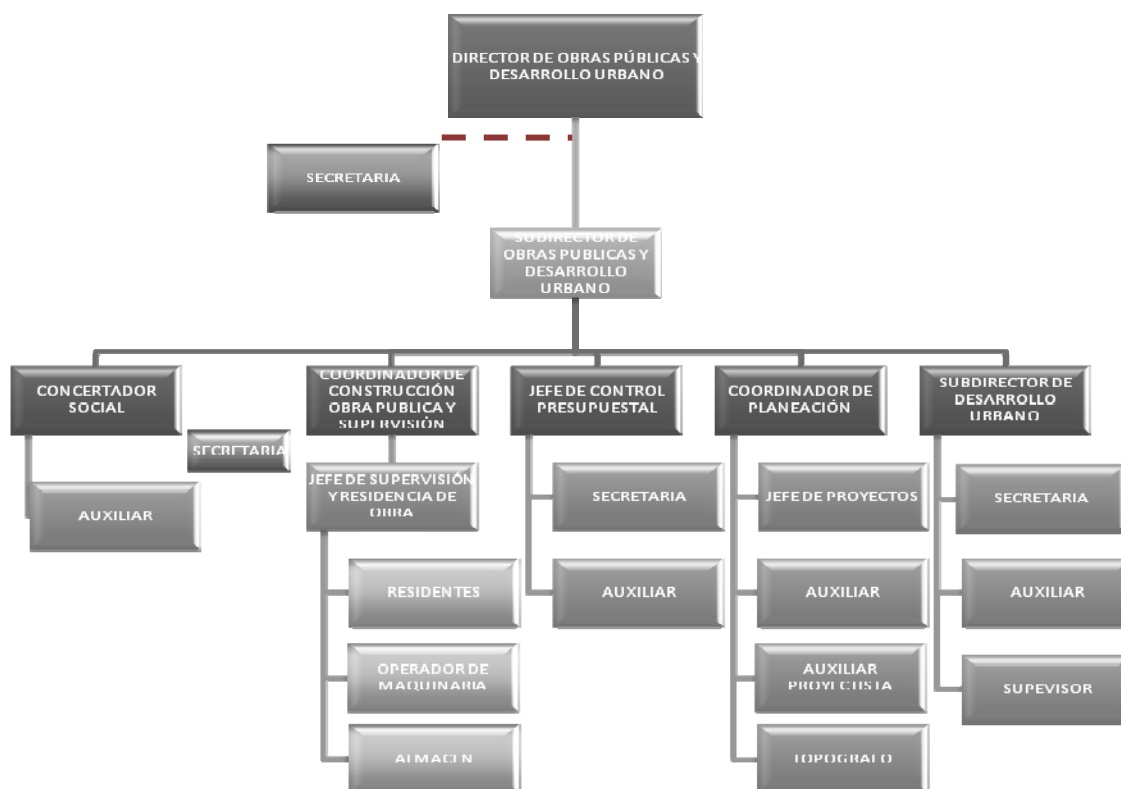 DIRECTOR DE OBRAS PÚBLICAS Y
DESARROLLO URBANO
SECRETARIA
SUDIRECTOR DE
OBRAS PUBLICAS Y
DESARROLLO
URBANO
CONCERTADOR
SOCIAL
SECRETARIA
AUXILIAR
COORDINADOR DE
CONSTRUCCIÓN
OBRA PUBLICA Y
SUPERVISIÓN
JEFE DE SUPERVISIÓN
Y RESIDENCIA DE
OBRA
RESIDENTES
OPERADOR DE
MAQUINARIA
ALMACEN
JEFE DE CONTROL
PRESUPUESTAL
SECRETARIA
AUXILIAR
COORDINADOR DE
PLANEACIÓN
JEFE DE PROYECTOS
AUXILIAR
AUXILIAR
PROYECTISTA
TOPOGRAFO
SUBDIRECTOR DE
DESARROLLO
URBANO
SECRETARIA
AUXILIAR
SUPEVISOR